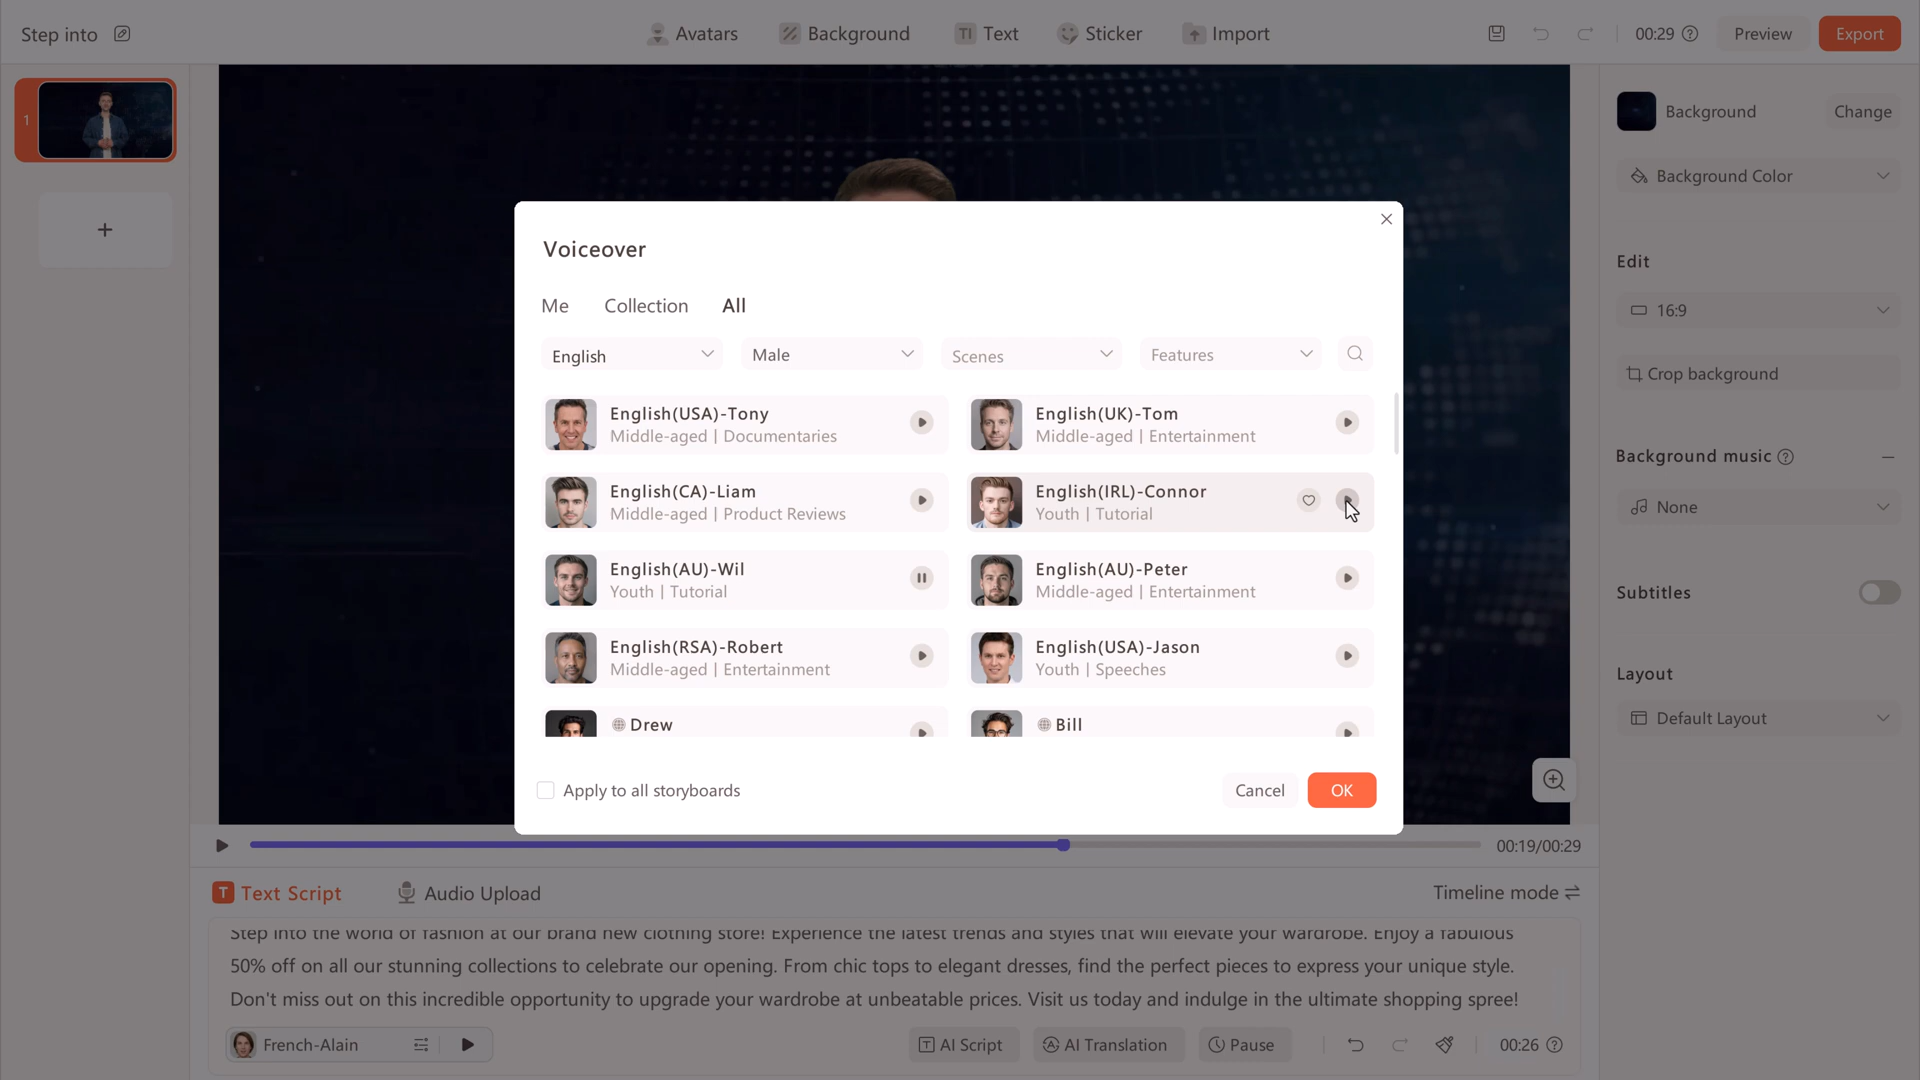 Step into
Avatars
Background
Text
Sticker
Import
00:29
Preview
Export
1
Background
Change
Background Color
Edit
16:9
Crop background
Background music
None
Subtitles
Layout
Default Layout
Voiceover
Me
Collection
All
English
Male
Scenes
Features
English(USA)-Tony
Middle-aged | Documentaries
English(UK)-Tom
Middle-aged | Entertainment
English(CA)-Liam
Middle-aged | Product Reviews
English(IRL)-Connor
Youth | Tutorial
English(AU)-Wil
Youth | Tutorial
English(AU)-Peter
Middle-aged | Entertainment
English(RSA)-Robert
Middle-aged | Entertainment
English(USA)-Jason
Youth | Speeches
Drew
Bill
Apply to all storyboards
Cancel
OK
00:19/00:29
Text Script
Audio Upload
Timeline mode
Step into the world of fashion at our brand new clothing store! Experience the latest trends and styles that will elevate your wardrobe. Enjoy a fabulous
50% off on all our stunning collections to celebrate our opening. From chic tops to elegant dresses, find the perfect pieces to express your unique style.
Don't miss out on this incredible opportunity to upgrade your wardrobe at unbeatable prices. Visit us today and indulge in the ultimate shopping spree!
French-Alain
AI Script
AI Translation
Pause
00:26